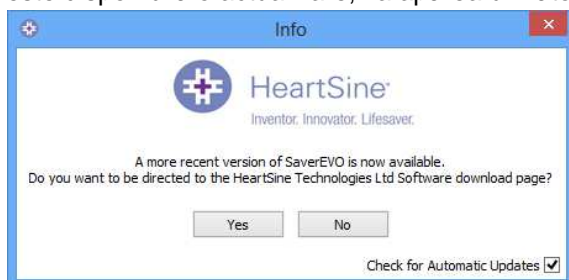 Info
HeartSine
Inventor. Innovator. Lifesaver.
A more recent version of SaverEVO is now available.
Do you want to be directed to the HeartSine Technologies Ltd Software download page?
Yes No
Check for Automatic Updates